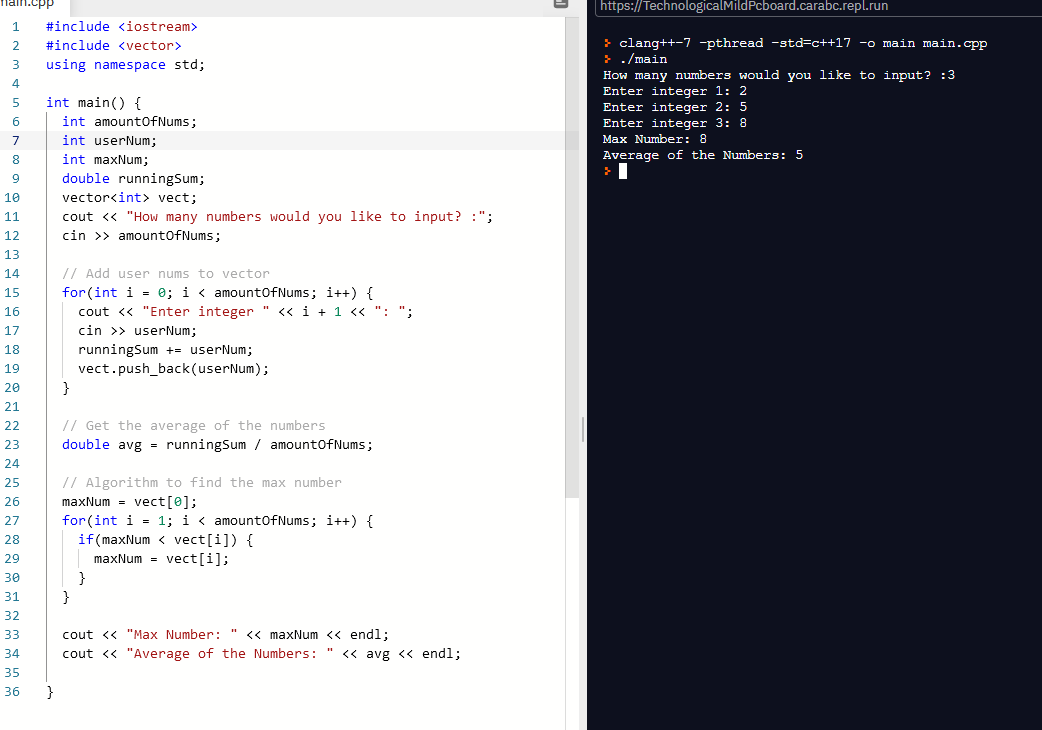 main.cpp
1 #include <iostream>
2 #include <vector>
3 using namespace std;
4
5 int main() {
6 int amountOfNums;
7 int userNum;
8 int maxNum;
9 double runningSum;
10 vector<int> vect;
11 cout << "How many numbers would you like to input? :";
12 cin >> amountOfNums;
13
14 // Add user nums to vector
15 for(int i = 0; i < amountOfNums; i++) {
16 cout << "Enter integer " << i + 1 << ": ";
17 cin >> userNum;
18 runningSum += userNum;
19 vect.push_back(userNum);
20 }
21
22 // Get the average of the numbers
23 double avg = runningSum / amountOfNums;
24
25 // Algorithm to find the max number
26 maxNum = vect[0];
27 for(int i = 1; i < amountOfNums; i++) {
28 if(maxNum < vect[i]) {
29 maxNum = vect[i];
30 }
31 }
32
33 cout << "Max Number: " << maxNum << endl;
34 cout << "Average of the Numbers: " << avg << endl;
35
36 }
https://TechnologicalMildPcboard.carabc.repl.run
> clang++-7 -pthread -std=c++17 -o main main.cpp
> ./main
How many numbers would you like to input? :3
Enter integer 1: 2
Enter integer 2: 5
Enter integer 3: 8
Max Number: 8
Average of the Numbers: 5
>